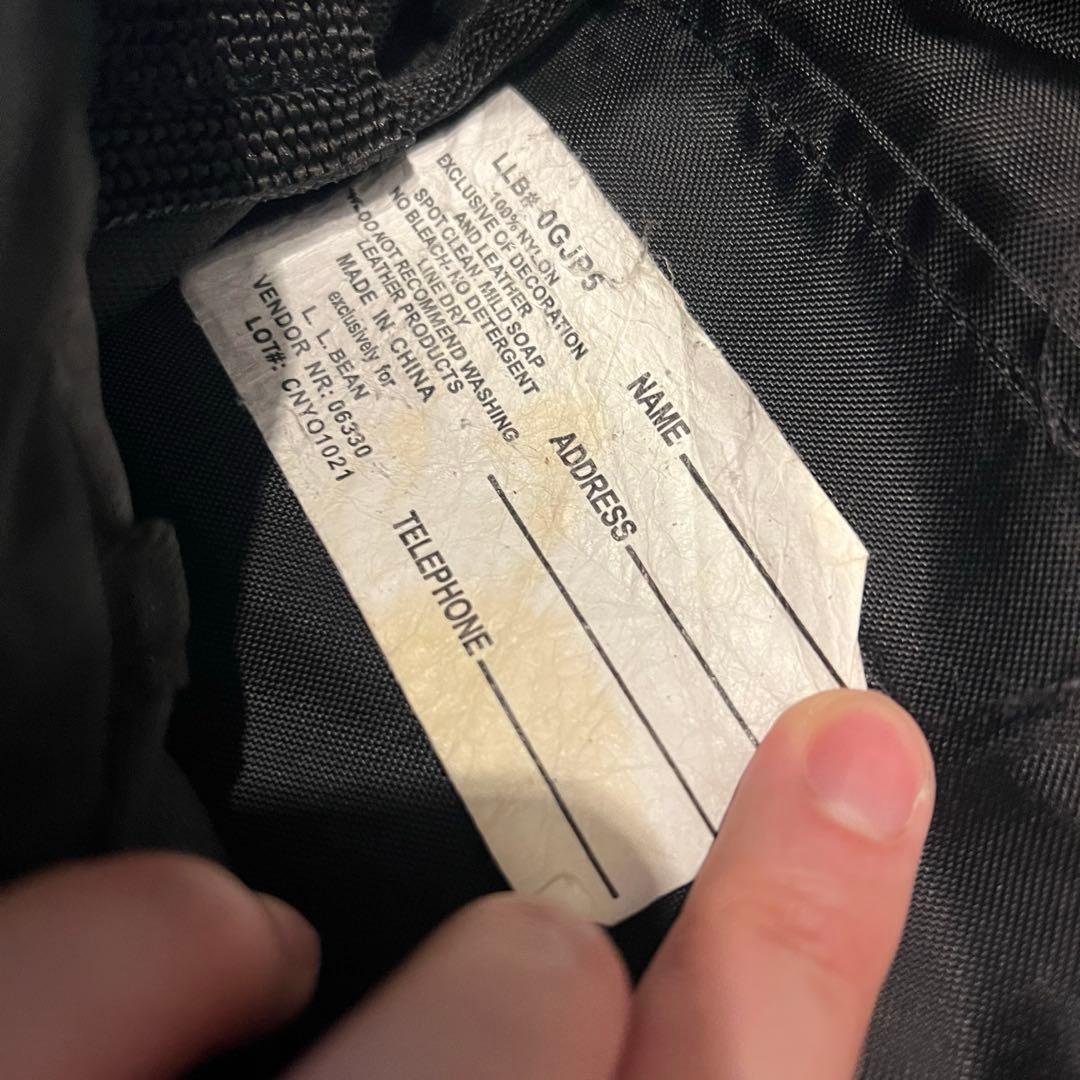 LLB# 0GJP5
100% NYLON
EXCLUSIVE OF DECORATION
AND LEATHER
SPOT CLEAN MILD SOAP
NO BLEACH-NO DETERGENT
LINE DRY
DO NOT RECOMMEND WASHING
LEATHER PRODUCTS
MADE IN CHINA
exclusively for
L. L. BEAN
VENDOR NR: 06330
LOT#: CNYO1021
NAME
ADDRESS
TELEPHONE